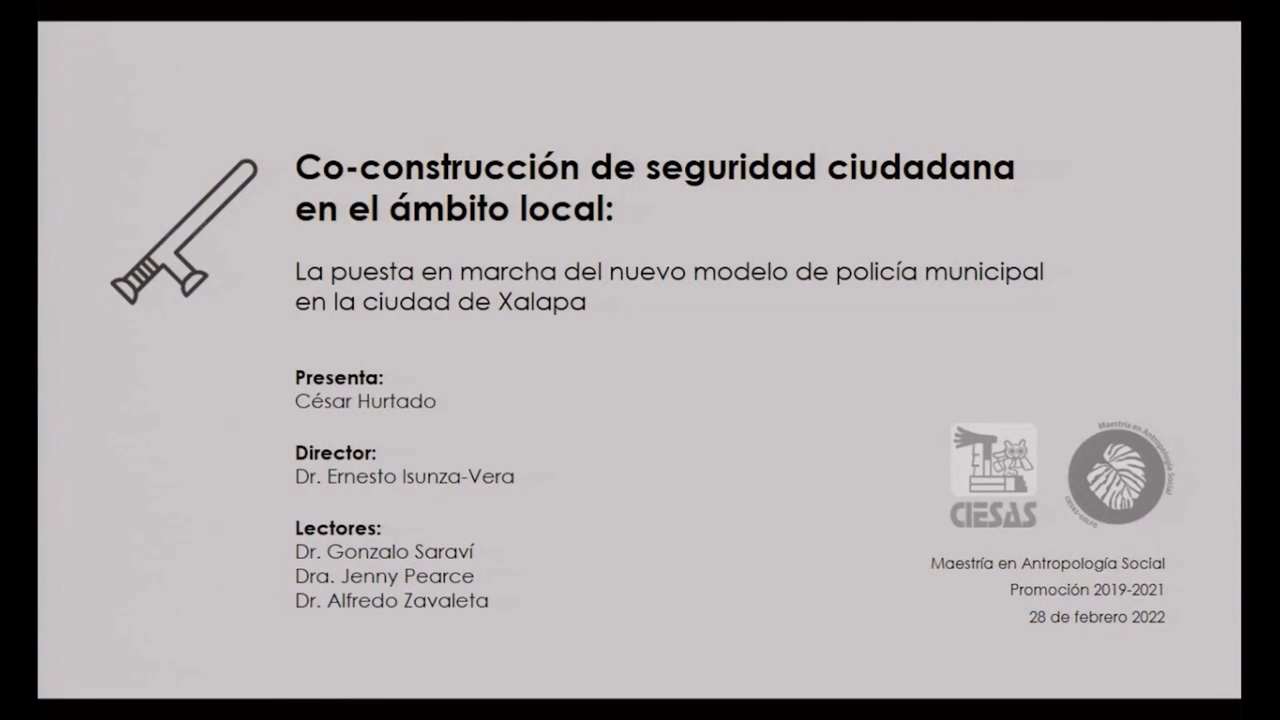 Co-construcción de seguridad ciudadana
en el ámbito local:
La puesta en marcha del nuevo modelo de policía municipal
en la ciudad de Xalapa
Presenta:
César Hurtado
Director:
Dr. Ernesto Isunza-Vera
Lectores:
Dr. Gonzalo Saraví
Dra. Jenny Pearce
Dr. Alfredo Zavaleta
CIESAS
Maestría en Antropología Social
CIESAS-GOLFO
Maestría en Antropología Social
Promoción 2019-2021
28 de febrero 2022